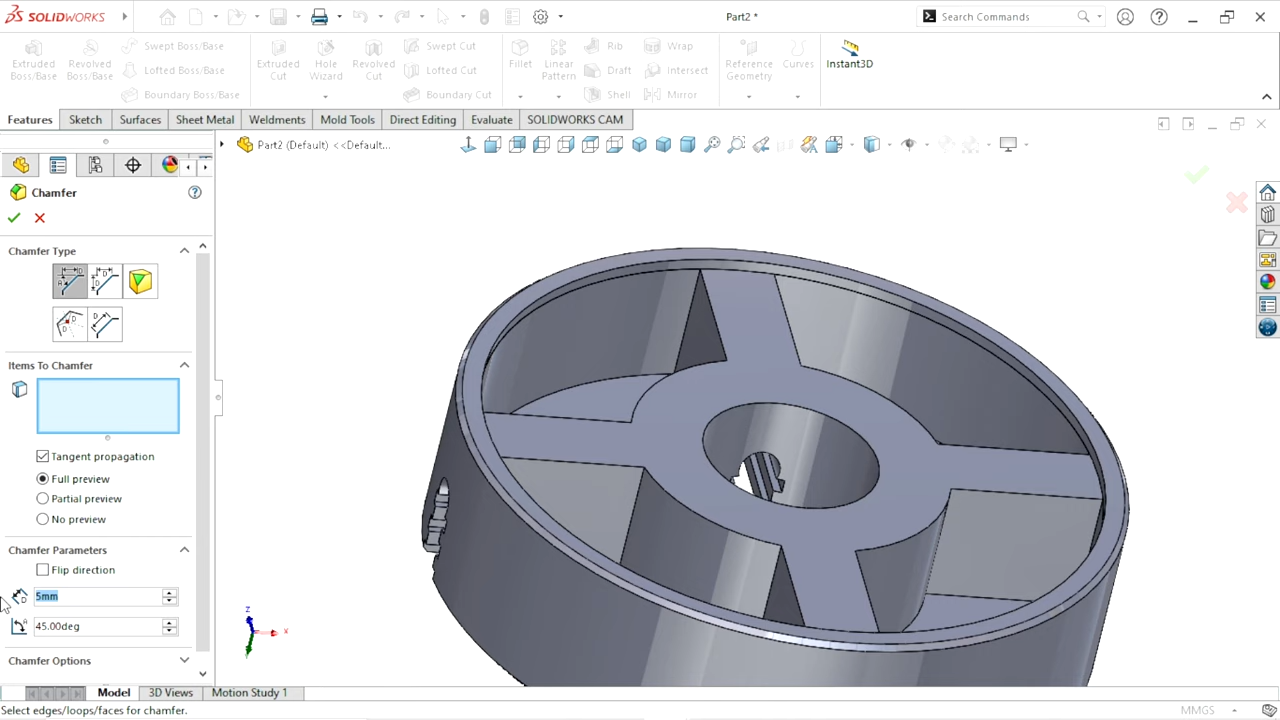 SOLIDWORKS
Part2 *
Search Commands
Extruded Boss/Base
Revolved Boss/Base
Swept Boss/Base
Lofted Boss/Base
Boundary Boss/Base
Extruded Cut
Hole Wizard
Revolved Cut
Swept Cut
Lofted Cut
Boundary Cut
Fillet
Linear Pattern
Rib
Draft
Shell
Wrap
Intersect
Mirror
Reference Geometry
Curves
Instant3D
Features Sketch Surfaces Sheet Metal Weldments Mold Tools Direct Editing Evaluate SOLIDWORKS CAM
Part2 (Default) <<Default...
Chamfer
Chamfer Type
Items To Chamfer
Tangent propagation
Full preview
Partial preview
No preview
Chamfer Parameters
Flip direction
5mm
45.00deg
Chamfer Options
z
x
Model 3D Views Motion Study 1
Select edges/loops/faces for chamfer.
MMGS